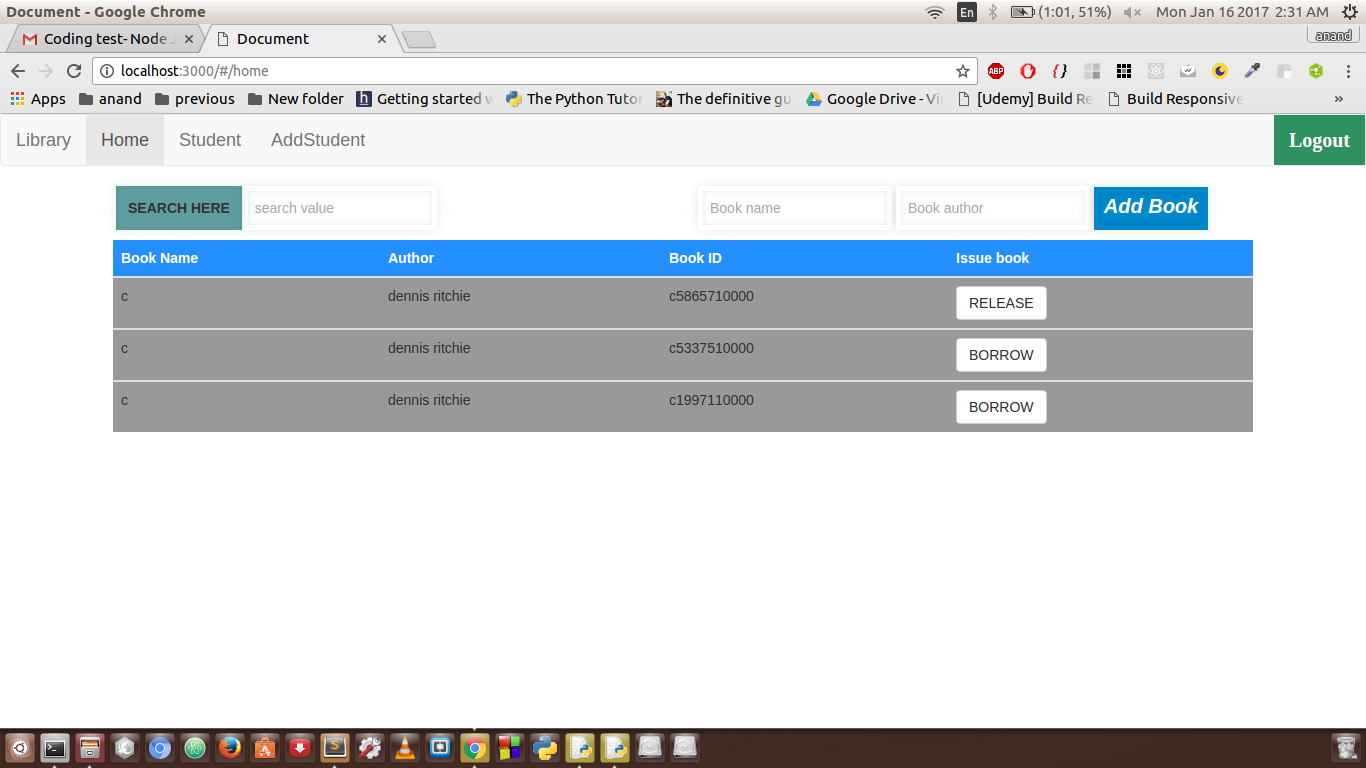 Document - Google Chrome
En
(1:01, 51%)
Mon Jan 16 2017 2:31 AM
Coding test- Node J
Document
anand
localhost:3000/#/home
ABP
Apps
anand
previous
New folder
h
Getting started w
The Python Tutor
The definitive gu
Google Drive - Vi
[Udemy] Build Re
Build Responsive
»
Library
Home
Student
AddStudent
Logout
SEARCH HERE
search value
Book name
Book author
Add Book
Book Name Author Book ID Issue book
c dennis ritchie c5865710000 RELEASE
c dennis ritchie c5337510000 BORROW
c dennis ritchie c1997110000 BORROW